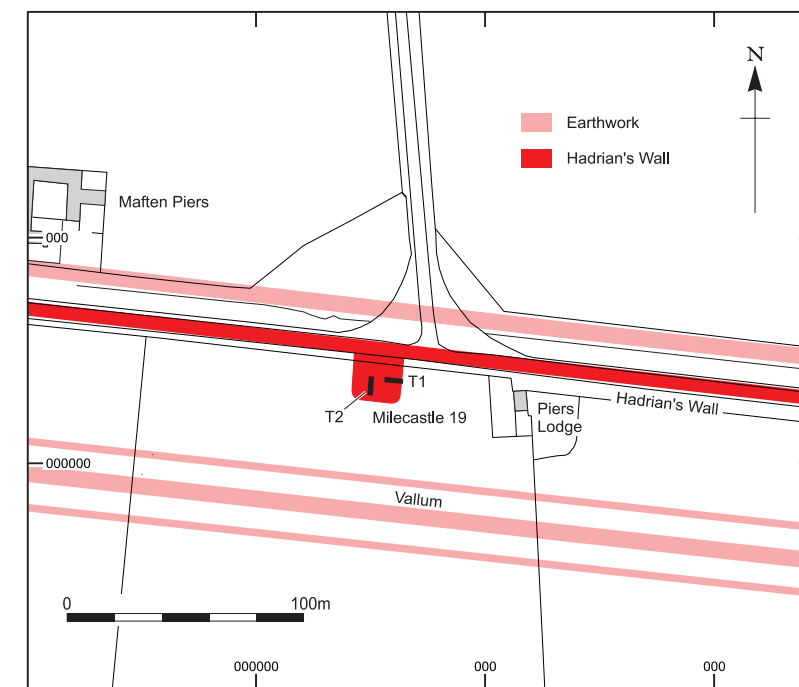 N
Earthwork
Hadrian's Wall
Maften Piers
000
T1
T2
Milecastle 19
Hadrian's Wall
Piers
Lodge
000000
Vallum
0
100m
000000
000
000